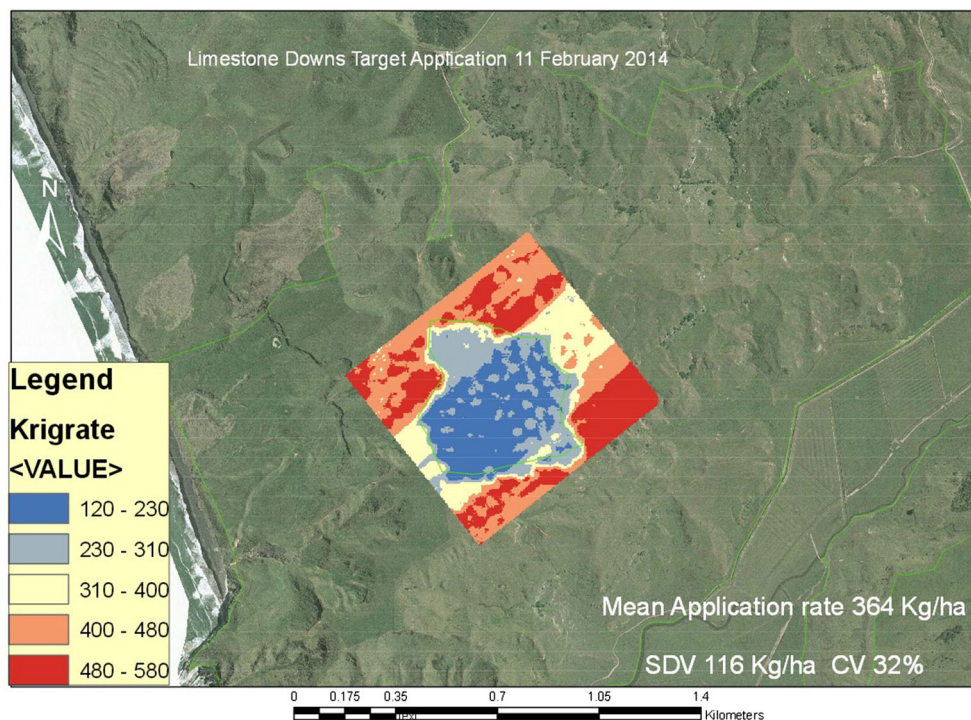 Limestone Downs Target Application 11 February 2014
N
Legend
Krigrate
<VALUE>
120 - 230
230 - 310
310 - 400
400 - 480
480 - 580
Mean Application rate 364 Kg/ha
SDV 116 Kg/ha CV 32%
0 0.175 0.35 0.7 1.05 1.4
Kilometers